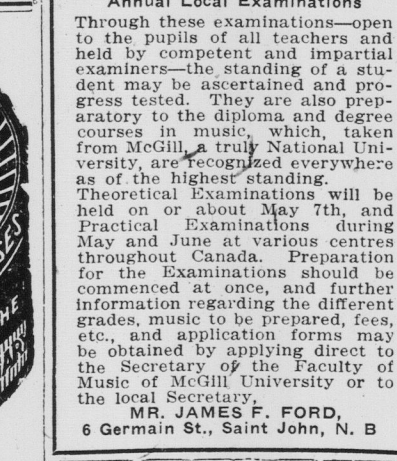 Annual Local Examinations
Through these examinations—open
to the pupils of all teachers and
held by competent and impartial
examiners—the standing of a stu-
dent may be ascertained and pro-
gress tested. They are also prep-
aratory to the diploma and degree
courses in music, which, taken
from McGill, a truly National Uni-
versity, are recognized everywhere
as of the highest standing.
Theoretical Examinations will be
held on or about May 7th, and
Practical Examinations during
May and June at various centres
throughout Canada. Preparation
for the Examinations should be
commenced at once, and further
information regarding the different
grades, music to be prepared, fees,
etc., and application forms may
be obtained by applying direct to
the Secretary of the Faculty of
Music of McGill University or to
the local Secretary,
MR. JAMES F. FORD,
6 Germain St., Saint John, N. B